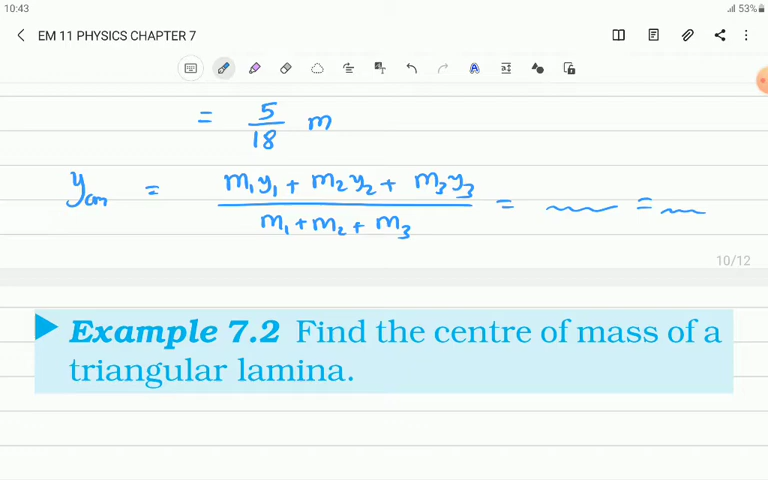 10:43 53%
EM 11 PHYSICS CHAPTER 7
= 5/18 m
y_cm = (m₁y₁ + m₂y₂ + m₃y₃)/(m₁ + m₂ + m₃) = =
10/12
Example 7.2 Find the centre of mass of a
triangular lamina.